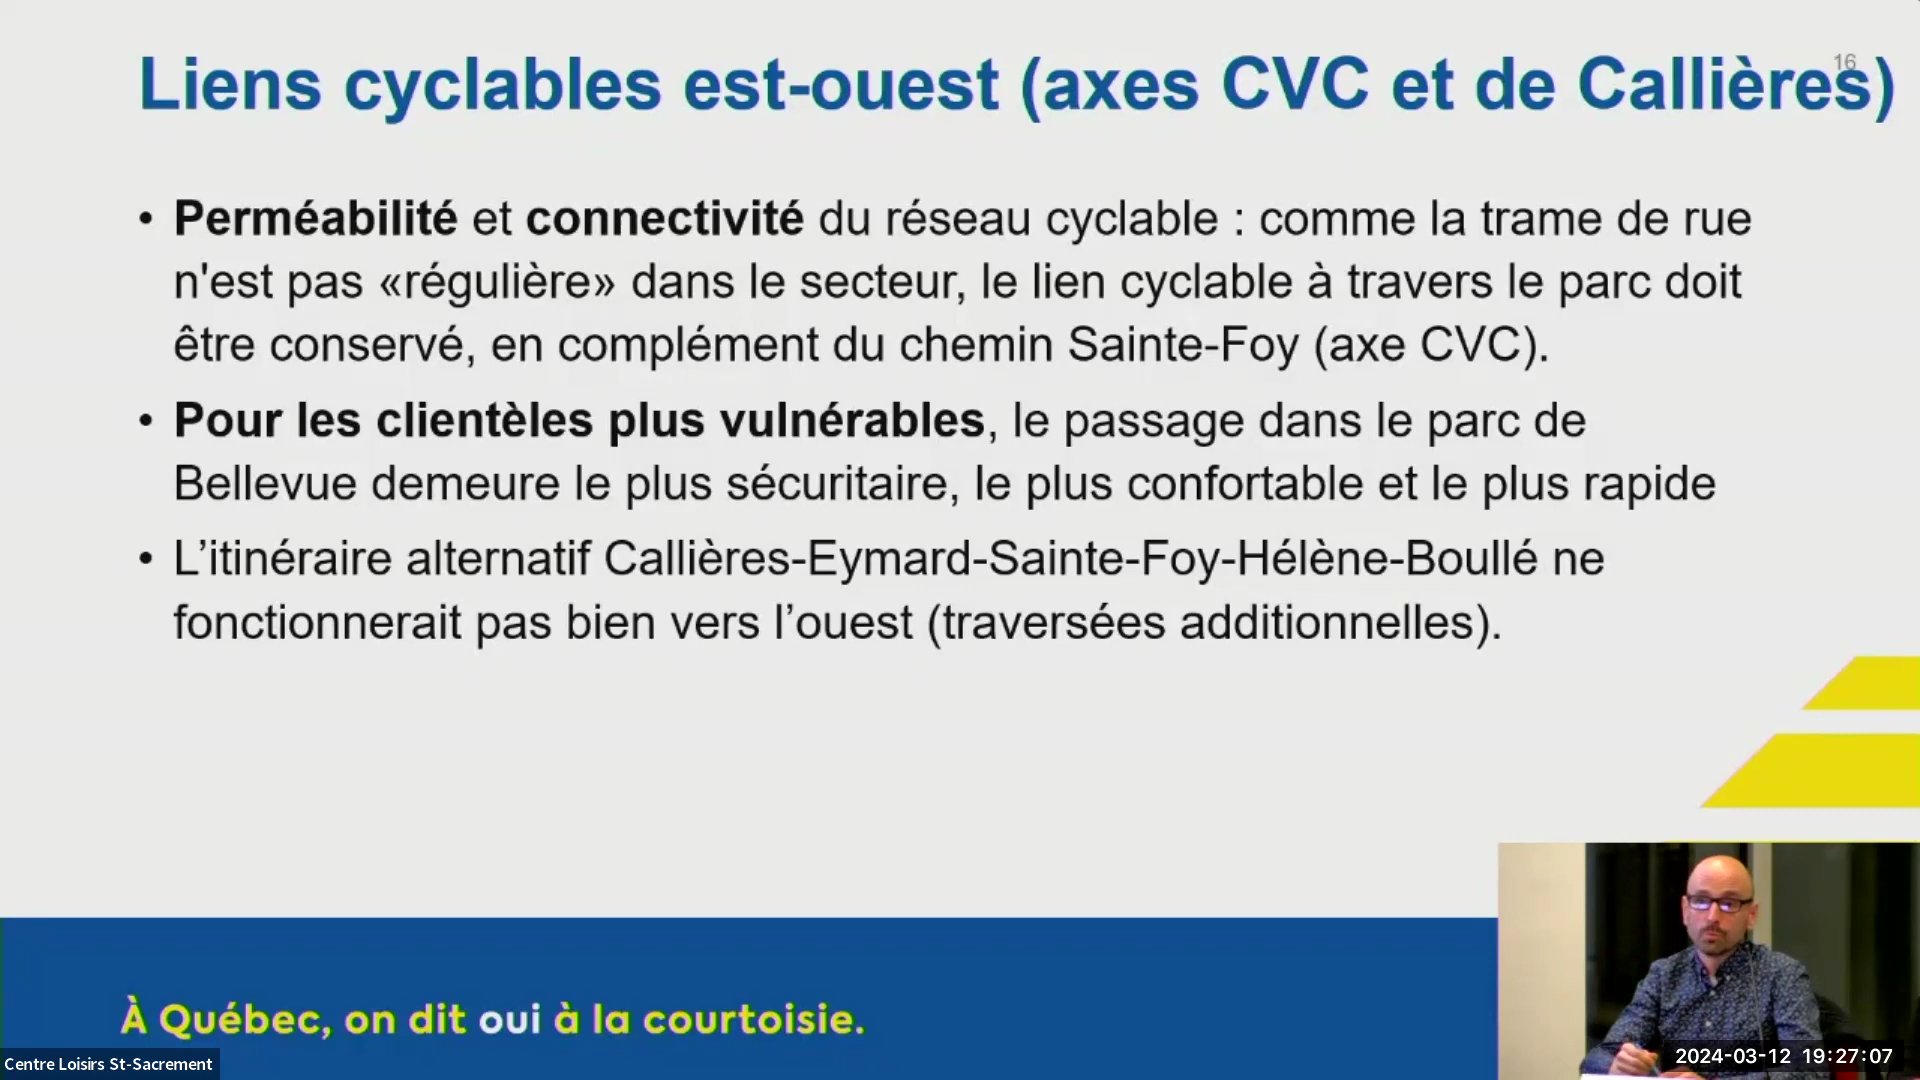 16
Liens cyclables est-ouest (axes CVC et de Callières)
• Perméabilité et connectivité du réseau cyclable : comme la trame de rue
n'est pas «régulière» dans le secteur, le lien cyclable à travers le parc doit
être conservé, en complément du chemin Sainte-Foy (axe CVC).
• Pour les clientèles plus vulnérables, le passage dans le parc de
Bellevue demeure le plus sécuritaire, le plus confortable et le plus rapide
• L’itinéraire alternatif Callières-Eymard-Sainte-Foy-Hélène-Boullé ne
fonctionnerait pas bien vers l’ouest (traversées additionnelles).
À Québec, on dit oui à la courtoisie.
Centre Loisirs St-Sacrement
2024-03-12 19:27:07